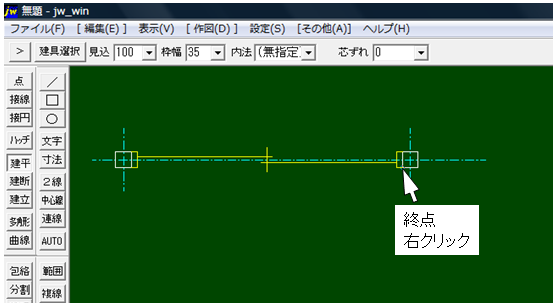 jw 無題 - jw_win
ファイル(F) [ 編集(E) ] 表示(V) [ 作図(D) ] 設定(S) [その他(A)] ヘルプ(H)
> 建具選択 見込 100 枠幅 35 内法 (無指定) 芯ずれ 0
点 /
接線 □
接円 ○
ハッチ 文字
建平 寸法
建断 2線
建立 中心線
多角形 連線
曲線 AUTO
包絡 範囲
分割 複線
終点
右クリック